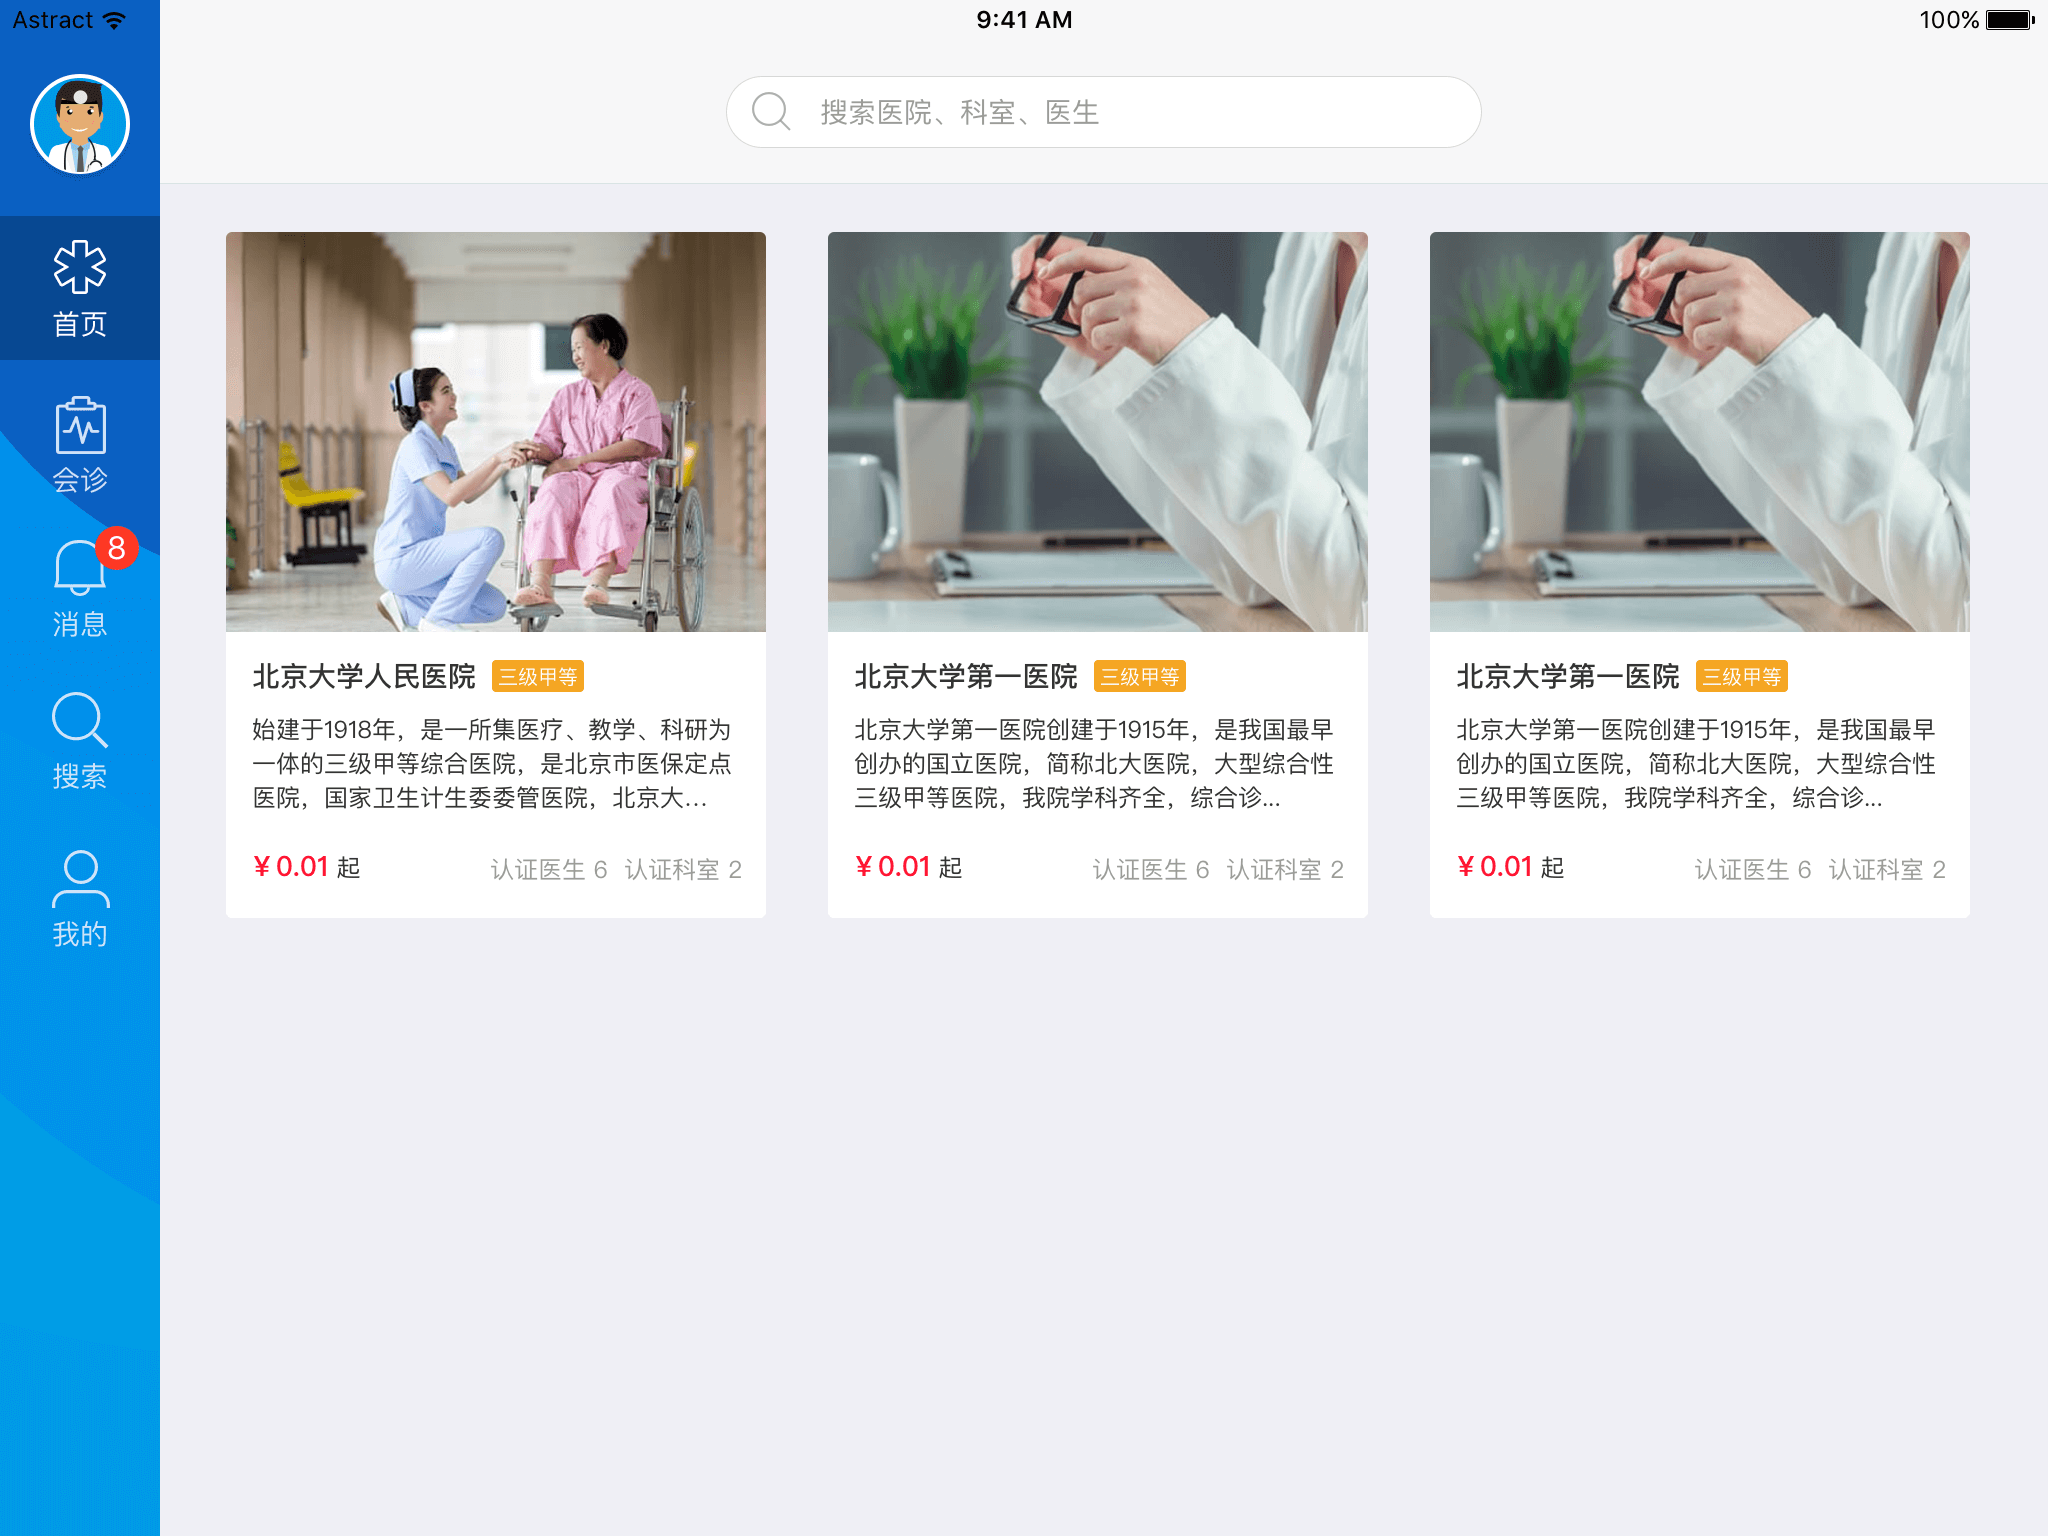 Astract
9:41 AM
100%
搜索医院、科室、医生
首页
会诊
8
消息
搜索
我的
北京大学人民医院 三级甲等
始建于1918年，是一所集医疗、教学、科研为
一体的三级甲等综合医院，是北京市医保定点
医院，国家卫生计生委委管医院，北京大...
¥ 0.01 起 认证医生 6 认证科室 2
北京大学第一医院 三级甲等
北京大学第一医院创建于1915年，是我国最早
创办的国立医院，简称北大医院，大型综合性
三级甲等医院，我院学科齐全，综合诊...
¥ 0.01 起 认证医生 6 认证科室 2
北京大学第一医院 三级甲等
北京大学第一医院创建于1915年，是我国最早
创办的国立医院，简称北大医院，大型综合性
三级甲等医院，我院学科齐全，综合诊...
¥ 0.01 起 认证医生 6 认证科室 2